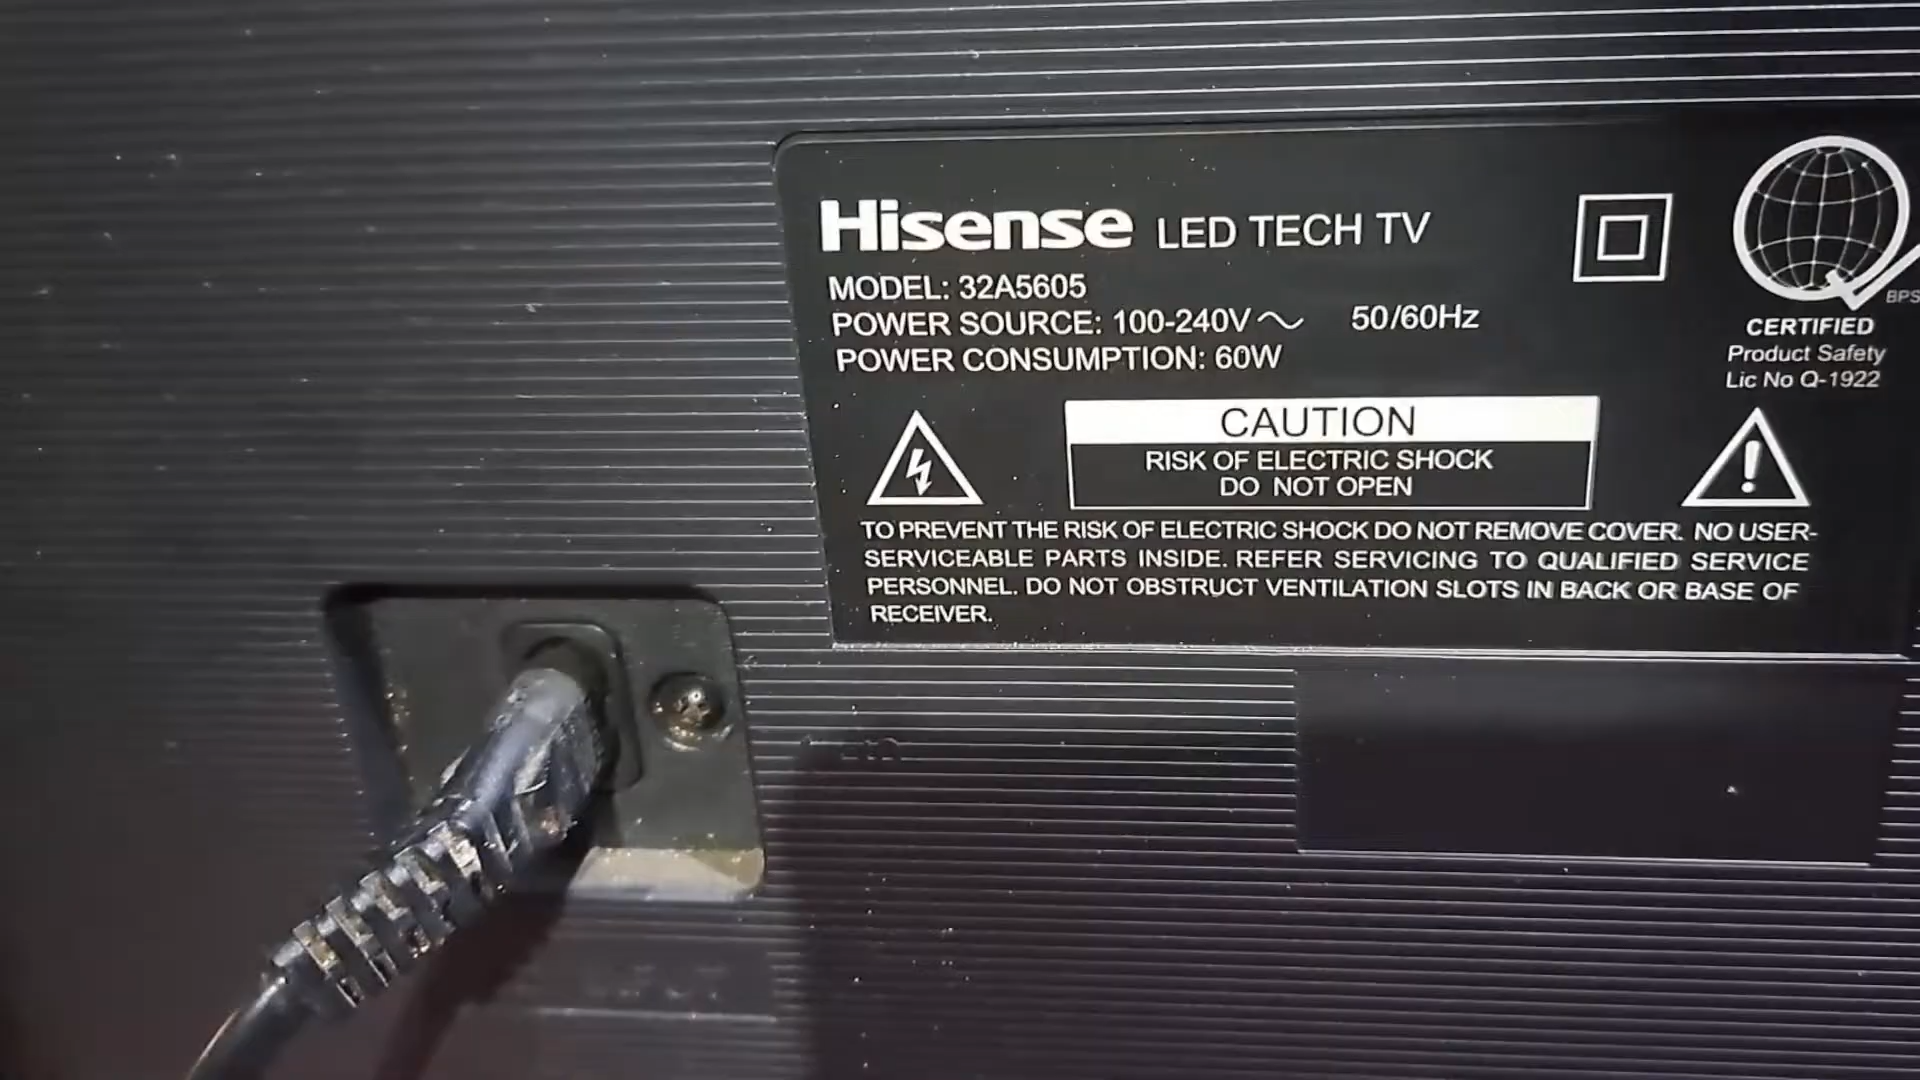 Hisense LED TECH TV
MODEL: 32A5605
POWER SOURCE: 100-240V～ 50/60Hz
POWER CONSUMPTION: 60W
BPS
CERTIFIED
Product Safety
Lic No Q-1922
CAUTION
RISK OF ELECTRIC SHOCK
DO NOT OPEN
TO PREVENT THE RISK OF ELECTRIC SHOCK DO NOT REMOVE COVER. NO USER-
SERVICEABLE PARTS INSIDE. REFER SERVICING TO QUALIFIED SERVICE
PERSONNEL. DO NOT OBSTRUCT VENTILATION SLOTS IN BACK OR BASE OF
RECEIVER.